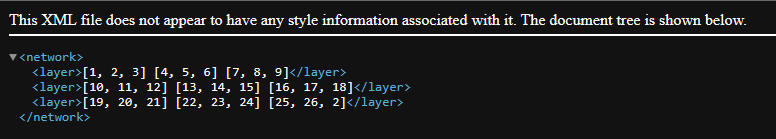 This XML file does not appear to have any style information associated with it. The document tree is shown below.
▼<network>
<layer>[1, 2, 3] [4, 5, 6] [7, 8, 9]</layer>
<layer>[10, 11, 12] [13, 14, 15] [16, 17, 18]</layer>
<layer>[19, 20, 21] [22, 23, 24] [25, 26, 2]</layer>
</network>